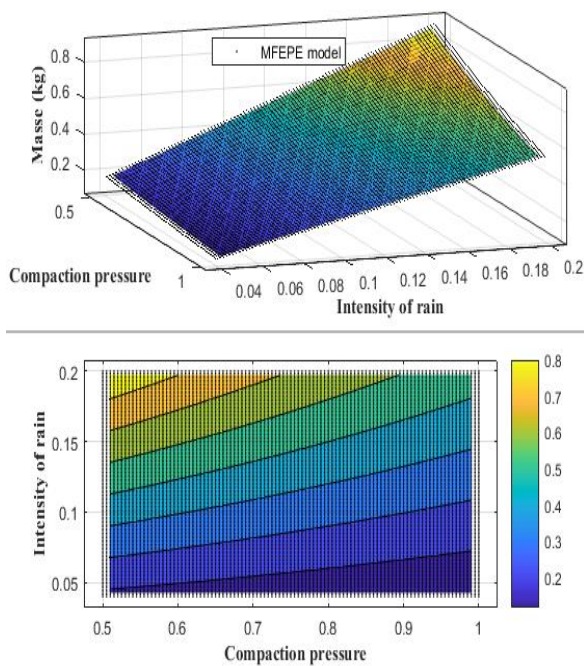 0.8
0.6
0.4
0.2
Masse (kg)
MFEPE model
0.5
1
Compaction pressure
0.04 0.06 0.08 0.1 0.12 0.14 0.16 0.18 0.2
Intensity of rain
0.2
0.15
0.1
0.05
Intensity of rain
0.5 0.6 0.7 0.8 0.9 1
Compaction pressure
0.8
0.7
0.6
0.5
0.4
0.3
0.2